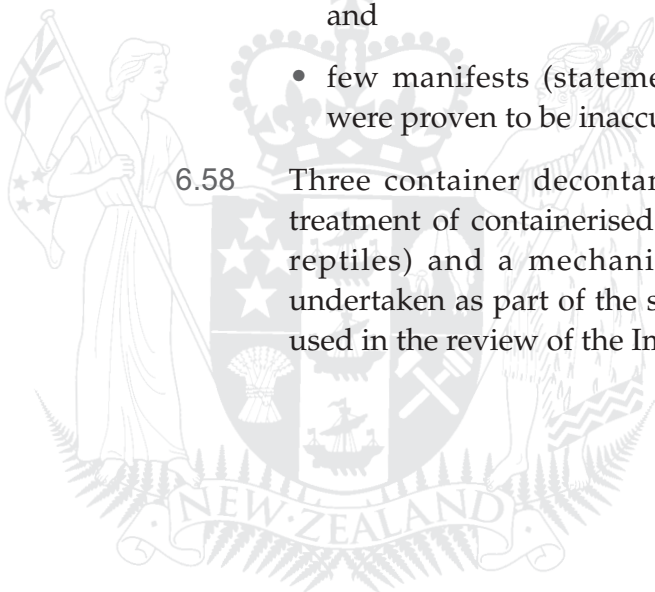 and
• few manifests (stateme
were proven to be inaccu
6.58 Three container decontar
treatment of containerised
reptiles) and a mechani
undertaken as part of the s
used in the review of the In
NEW·ZEALAND